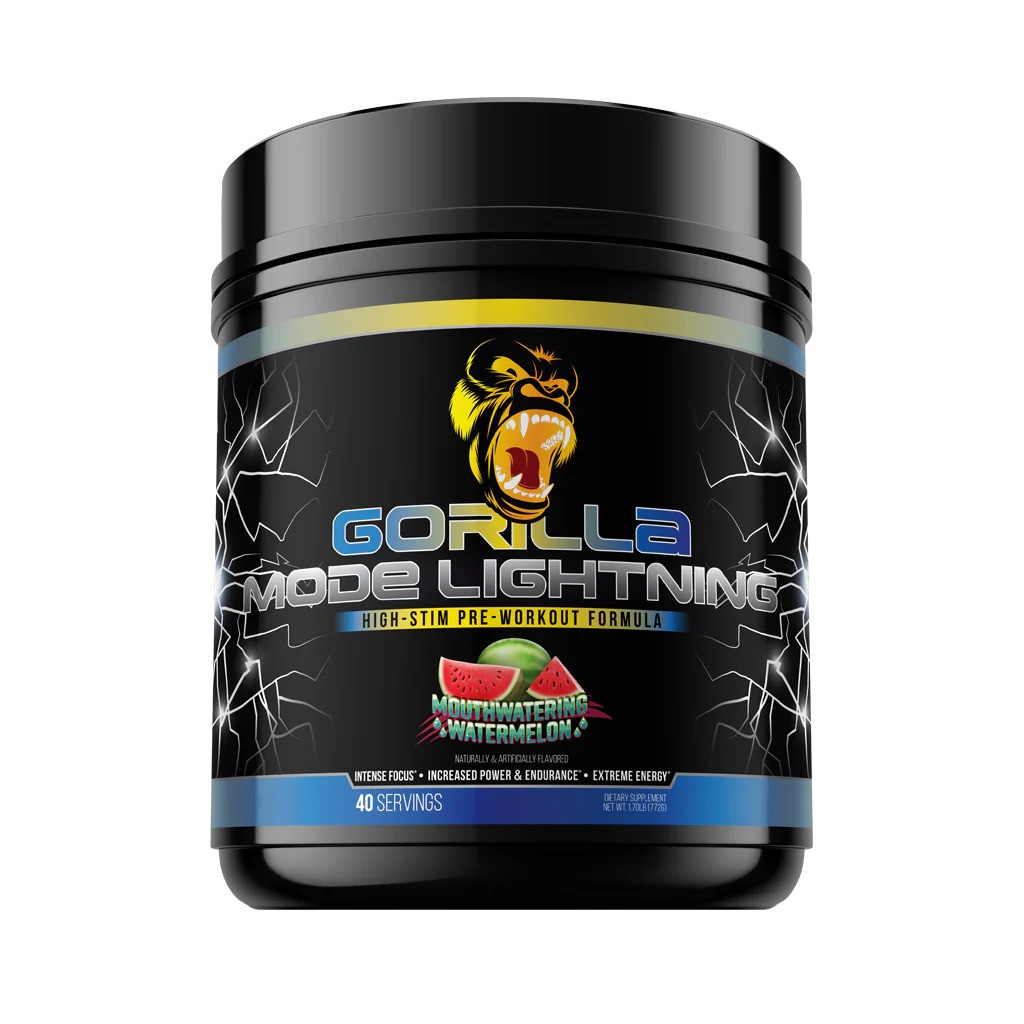 GORILLA
MODE LIGHTNING
HIGH-STIM PRE-WORKOUT FORMULA
MOUTHWATERING
WATERMELON
NATURALLY & ARTIFICIALLY FLAVORED
INTENSE FOCUS* • INCREASED POWER & ENDURANCE* • EXTREME ENERGY*
40 SERVINGS
DIETARY SUPPLEMENT
NET WT. 1.70LB (772G)